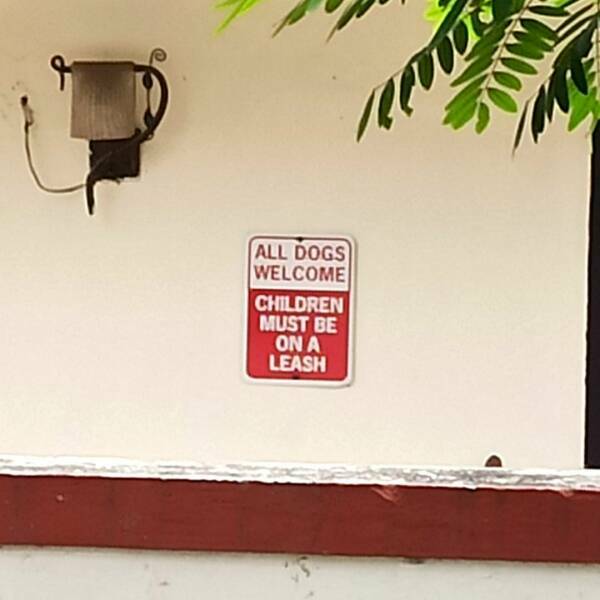 ALL DOGS
WELCOME
CHILDREN
MUST BE
ON A
LEASH